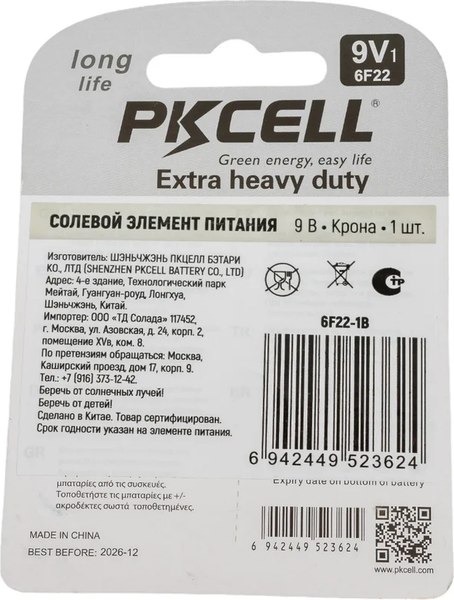 long
life
9V1
6F22
PKCELL®
Green energy, easy life
Extra heavy duty
СОЛЕВОЙ ЭЛЕМЕНТ ПИТАНИЯ 9 В • Крона • 1 шт.
Изготовитель: ШЭНЬЧЖЭНЬ ПКЦЕЛЛ БЭТАРИ
КО., ЛТД (SHENZHEN PKCELL BATTERY CO., LTD)
Адрес: 4-е здание, Технологический парк
Мейтай, Гуангуан-роуд, Лонгхуа,
Шэньчжэнь, Китай.
Импортер: ООО «ТД Солада» 117452,
г. Москва, ул. Азовская, д. 24, корп. 2,
помещение XVв, ком. 8.
По претензиям обращаться: Москва,
Каширский проезд, дом 17, корп. 9.
Тел.: +7 (916) 373-12-42.
Беречь от солнечных лучей!
Беречь от детей!
Сделано в Китае. Товар сертифицирован.
Срок годности указан на элементе питания.
6F22-1B
6 942449 523624
μπαταρίες από τις συσκευές.
Τοποθετήστε τις μπαταρίες με +/-
ακροδέκτες σωστά τοποθετημένους.
Expiry date on bottom of battery
MADE IN CHINA
BEST BEFORE: 2026-12
6 942449 523624
www.pkcell.com